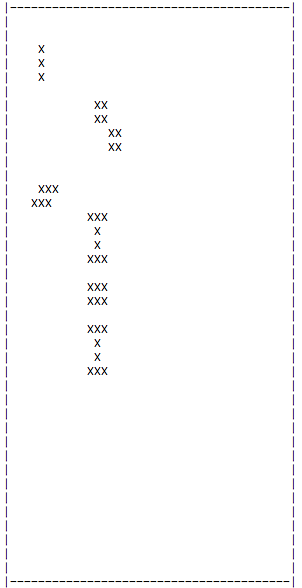 |----------------------------------------|
|                                        |
|                                        |
|    X                                   |
|    X                                   |
|    X                                   |
|                                        |
|            XX                          |
|            XX                          |
|              XX                        |
|              XX                        |
|                                        |
|                                        |
|    XXX                                 |
|   XXX                                  |
|           XXX                          |
|            X                           |
|            X                           |
|           XXX                          |
|                                        |
|           XXX                          |
|           XXX                          |
|                                        |
|           XXX                          |
|            X                           |
|            X                           |
|           XXX                          |
|                                        |
|                                        |
|                                        |
|                                        |
|                                        |
|                                        |
|                                        |
|                                        |
|                                        |
|                                        |
|                                        |
|                                        |
|                                        |
|                                        |
|----------------------------------------|